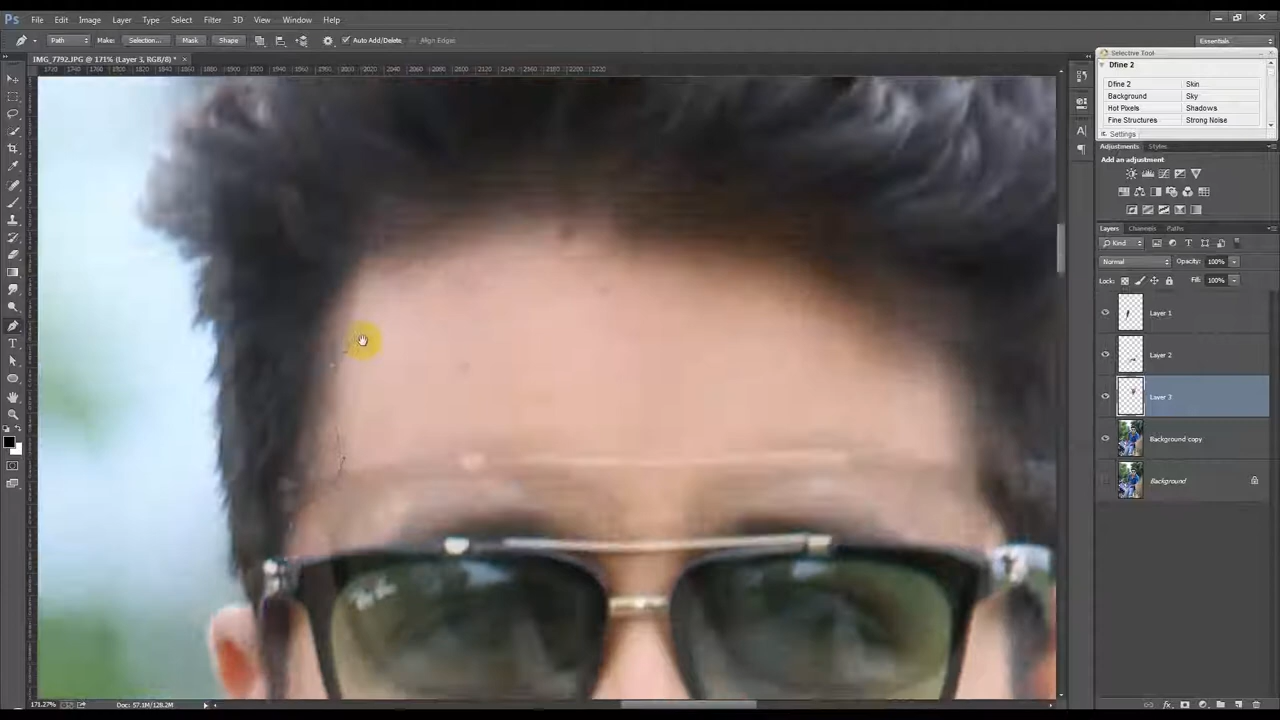 Ps File Edit Image Layer Type Select Filter 3D View Window Help
Path Make: Selection... Mask Shape Auto Add/Delete Align Edges Essentials
IMG_7792.JPG @ 171% (Layer 3, RGB/8) *
Selective Tool
Dfine 2
Dfine 2 Skin
Background Sky
Hot Pixels Shadows
Fine Structures Strong Noise
Settings
Adjustments Styles
Add an adjustment
Layers Channels Paths
Kind
Normal Opacity: 100%
Lock: Fill: 100%
Layer 1
Layer 2
Layer 3
Background copy
Background
Ray-Ban
171.27% Doc: 57.1M/128.2M